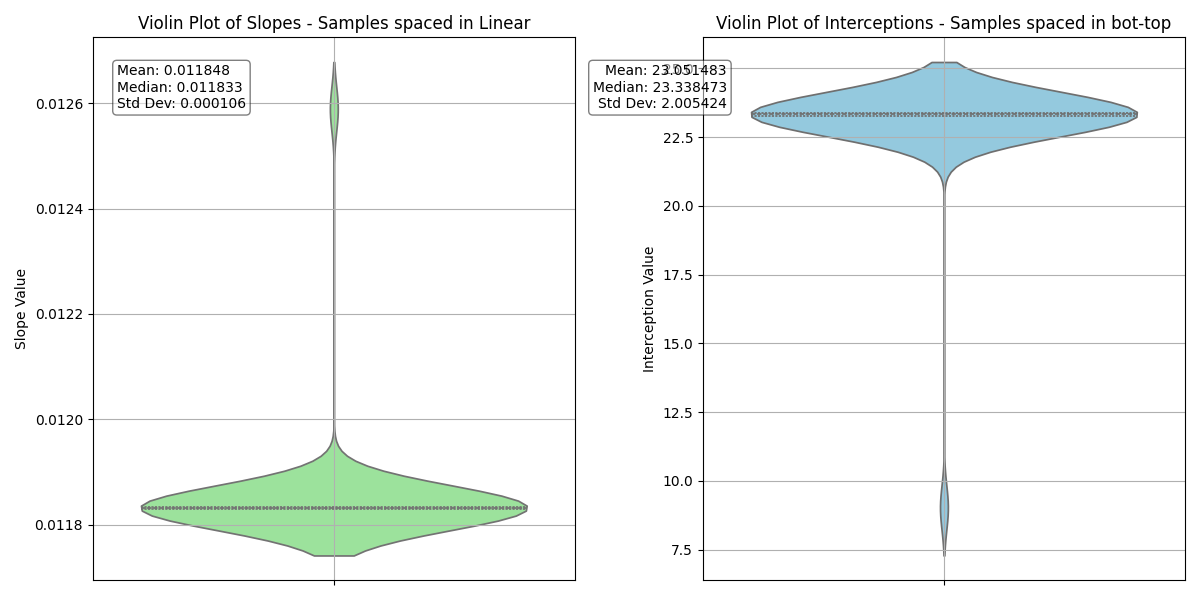 Violin Plot of Slopes - Samples spaced in Linear
Mean: 0.011848
Median: 0.011833
Std Dev: 0.000106
0.0126
0.0124
0.0122
0.0120
0.0118
Slope Value
Violin Plot of Interceptions - Samples spaced in bot-top
Mean: 23.051483
Median: 23.338473
Std Dev: 2.005424
22.5
20.0
17.5
15.0
12.5
10.0
7.5
Interception Value